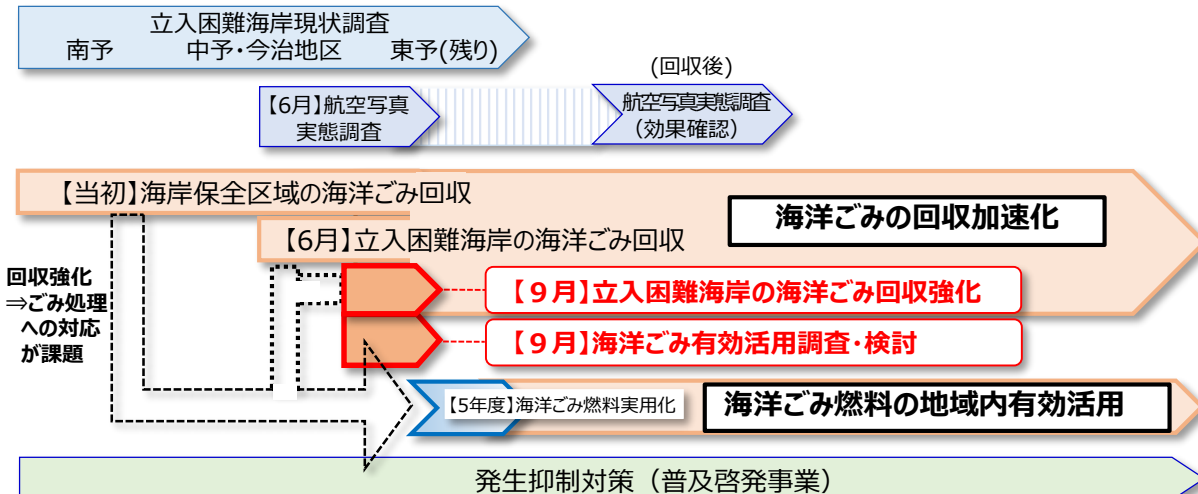 立入困難海岸現状調査
南予 中予・今治地区 東予(残り)
(回収後)
【6月】航空写真
実態調査
航空写真実態調査
（効果確認）
【当初】海岸保全区域の海洋ごみ回収
海洋ごみの回収加速化
【6月】立入困難海岸の海洋ごみ回収
回収強化
⇒ごみ処理
への対応
が課題
【９月】立入困難海岸の海洋ごみ回収強化
【９月】海洋ごみ有効活用調査・検討
【5年度】海洋ごみ燃料実用化
海洋ごみ燃料の地域内有効活用
発生抑制対策（普及啓発事業）